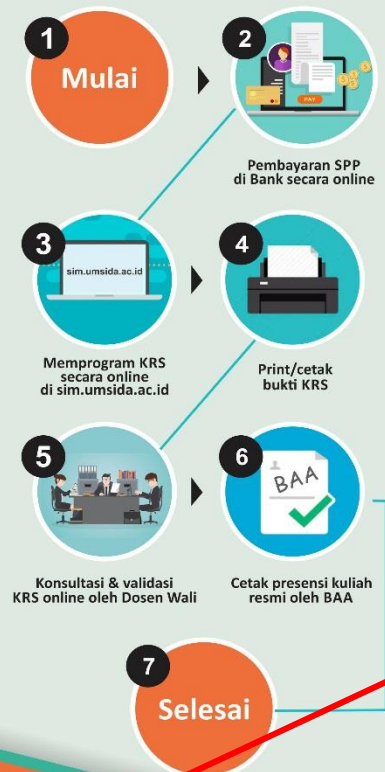 1
Mulai
2
PAY
Pembayaran SPP
di Bank secara online
3
sim.umsida.ac.id
Memprogram KRS
secara online
di sim.umsida.ac.id
4
Print/cetak
bukti KRS
5
Konsultasi & validasi
KRS online oleh Dosen Wali
6
BAA
Cetak presensi kuliah
resmi oleh BAA
7
Selesai